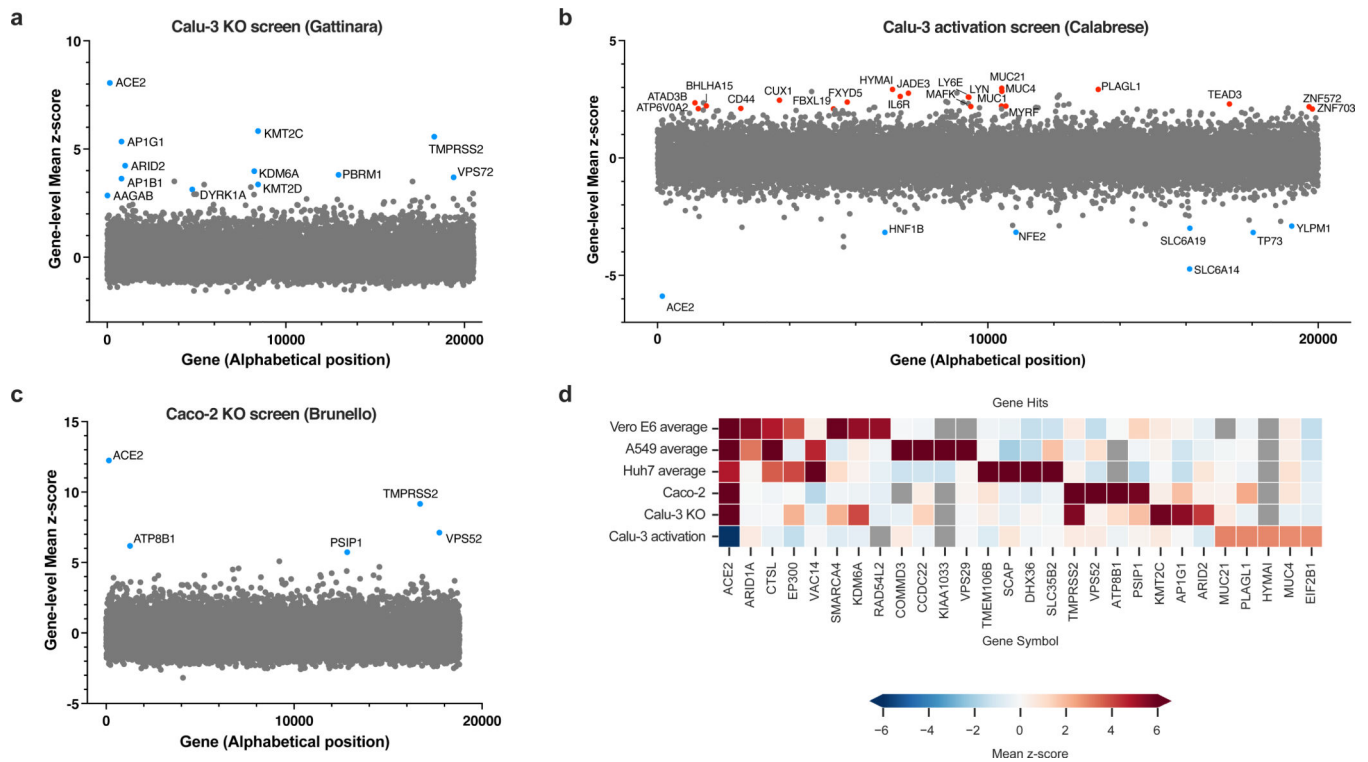 a
Calu-3 KO screen (Gattinara)
Gene-level Mean z-score
10
5
0
ACE2
AP1G1
ARID2
AP1B1
AAGAB
KMT2C
KDM6A
KMT2D
DYRK1A
PBRM1
TMPRSS2
VPS72
0
10000
20000
Gene (Alphabetical position)
b
Calu-3 activation screen (Calabrese)
Gene-level Mean z-score
5
0
-5
ATAD3B
BHLHA15
ATP6V0A2
CD44
CUX1
FBXL19
FXYD5
HYMAI
JADE3
IL6R
LY6E
MAFK
LYN
MUC1
MUC21
MUC4
MYRF
PLAGL1
TEAD3
ZNF572
ZNF703
HNF1B
NFE2
SLC6A19
SLC6A14
TP73
YLPM1
ACE2
0
10000
20000
Gene (Alphabetical position)
c
Caco-2 KO screen (Brunello)
Gene-level Mean z-score
15
10
5
0
-5
ACE2
ATP8B1
PSIP1
TMPRSS2
VPS52
0
10000
20000
Gene (Alphabetical position)
d
Gene Hits
Vero E6 average
A549 average
Huh7 average
Caco-2
Calu-3 KO
Calu-3 activation
ACE2
ARID1A
CTSL
EP300
VAC14
SMARCA4
KDM6A
RAD54L2
COMMD3
CCDC22
KIAA1033
VPS29
TMEM106B
SCAP
DHX36
SLC35B2
TMPRSS2
VPS52
ATP8B1
PSIP1
KMT2C
AP1G1
ARID2
MUC21
PLAGL1
HYMAI
MUC4
EIF2B1
Gene Symbol
−6
−4
−2
0
2
4
6
Mean z-score